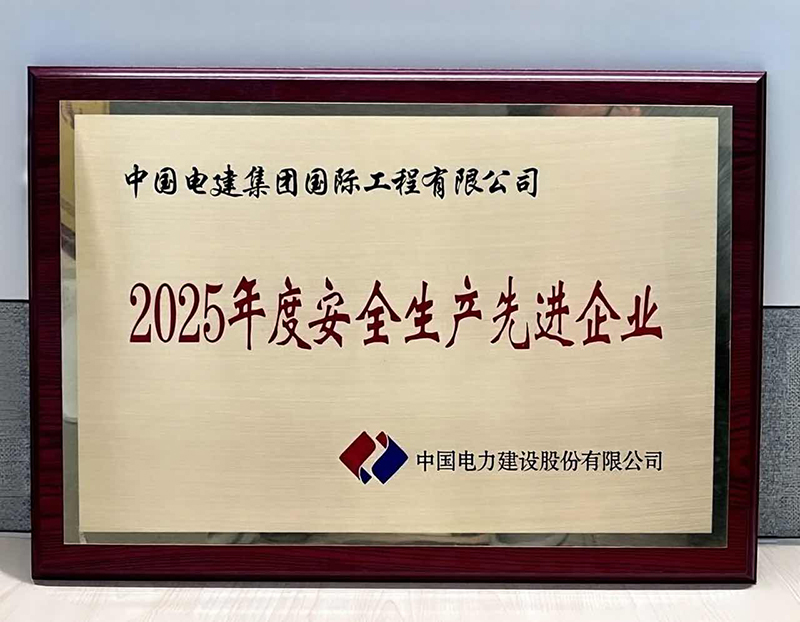 中国电建集团国际工程有限公司
2025年度安全生产先进企业
中国电力建设股份有限公司